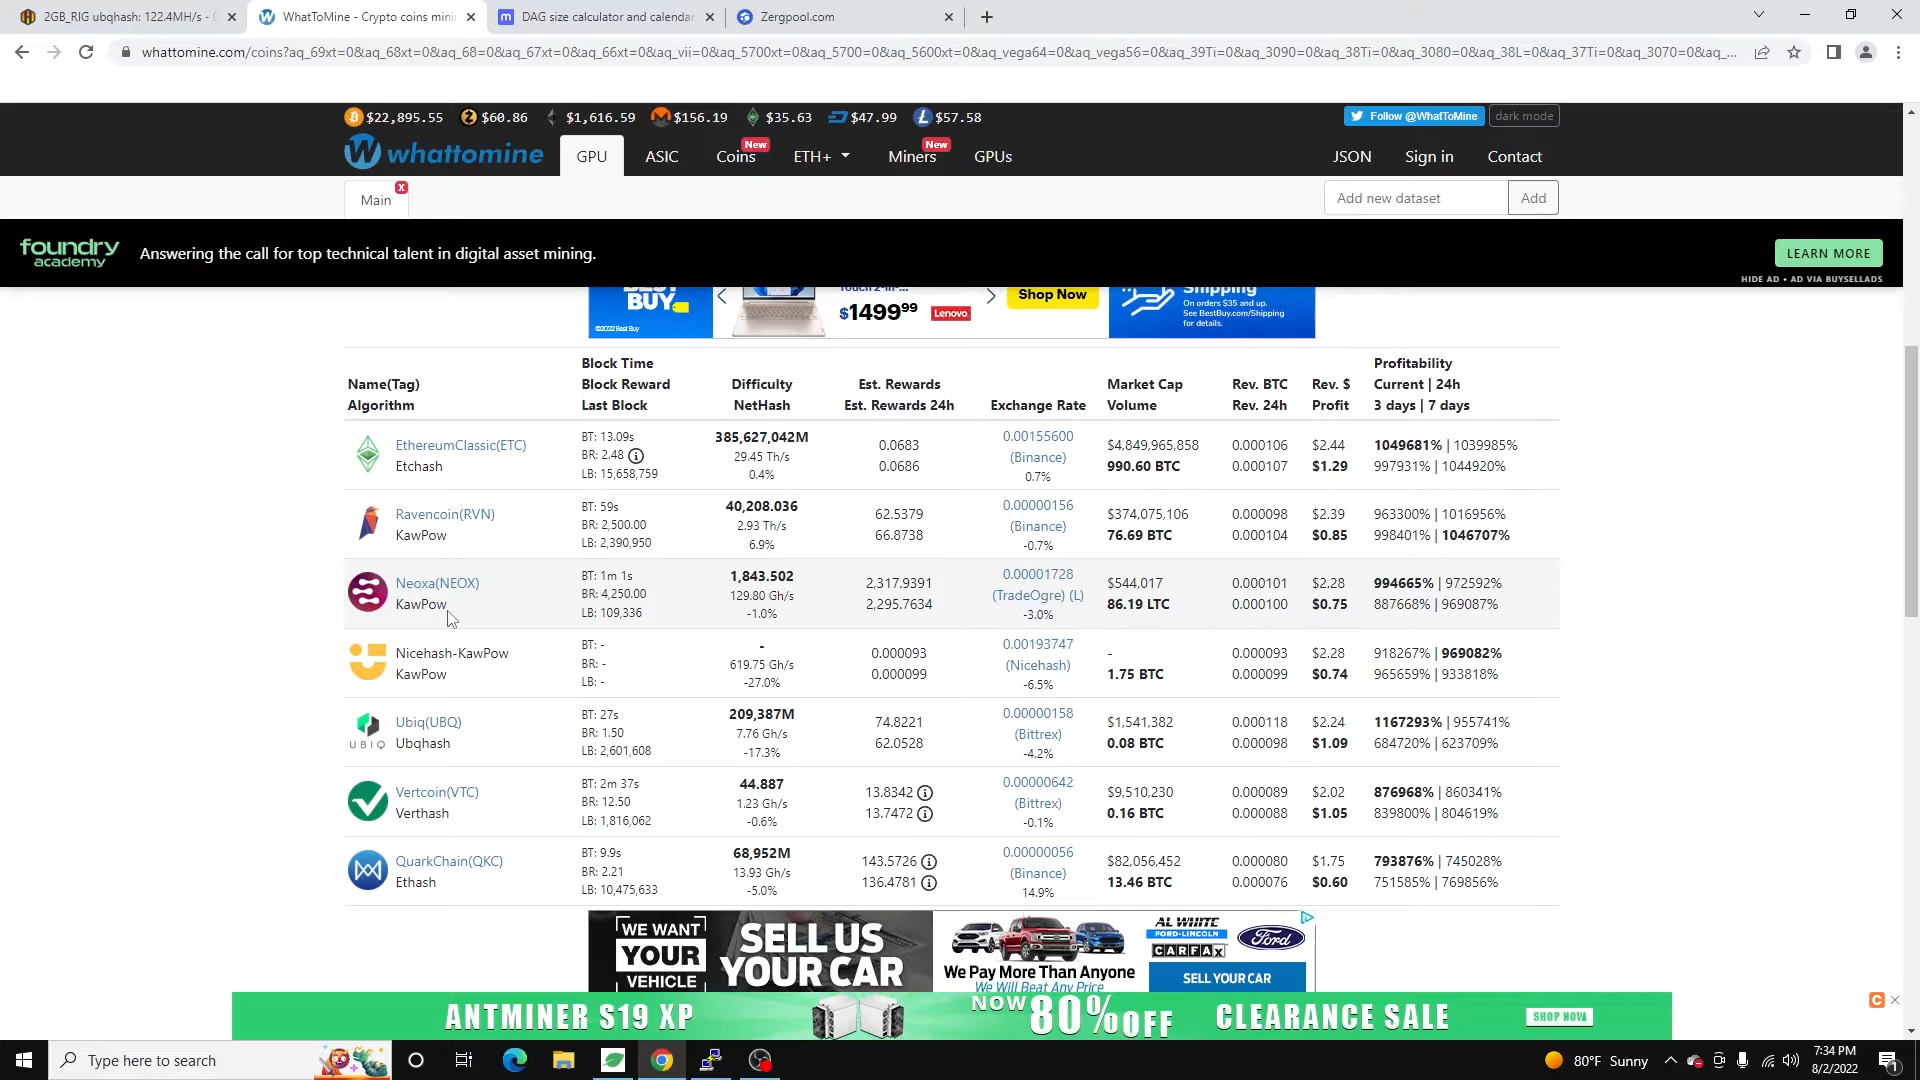 2GB_RIG ubqhash: 122.4MH/s -
WhatToMine - Crypto coins mini
DAG size calculator and calendar
Zergpool.com
whattomine.com/coins?aq_69xt=0&aq_68xt=0&aq_68=0&aq_67xt=0&aq_66xt=0&aq_vii=0&aq_5700xt=0&aq_5700=0&aq_5600xt=0&aq_vega64=0&aq_vega56=0&aq_39Ti=0&aq_3090=0&aq_38Ti=0&aq_3080=0&aq_38L=0&aq_37Ti=0&aq_3070=0&aq_...
$22,895.55 $60.86 $1,616.59 $156.19 $35.63 $47.99 $57.58
Follow @WhatToMine dark mode
whattomine GPU ASIC Coins New ETH+ Miners New GPUs JSON Sign in Contact
Main x Add new dataset Add
foundry academy
Answering the call for top technical talent in digital asset mining.
LEARN MORE
HIDE AD • AD VIA BUYSELLADS
BEST BUY
©2022 Best Buy
Touch 2-in-...
$1499 99 Lenovo
Shop Now
Shipping
On orders $35 and up.
See BestBuy.com/Shipping
for details.
Name(Tag)
Algorithm
Block Time
Block Reward
Last Block
Difficulty
NetHash
Est. Rewards
Est. Rewards 24h
Exchange Rate
Market Cap
Volume
Rev. BTC
Rev. 24h
Rev. $
Profit
Profitability
Current | 24h
3 days | 7 days
EthereumClassic(ETC)
Etchash
BT: 13.09s
BR: 2.48
LB: 15,658,759
385,627,042M
29.45 Th/s
0.4%
0.0683
0.0686
0.00155600
(Binance)
0.7%
$4,849,965,858
990.60 BTC
0.000106
0.000107
$2.44
$1.29
1049681% | 1039985%
997931% | 1044920%
Ravencoin(RVN)
KawPow
BT: 59s
BR: 2,500.00
LB: 2,390,950
40,208.036
2.93 Th/s
6.9%
62.5379
66.8738
0.00000156
(Binance)
-0.7%
$374,075,106
76.69 BTC
0.000098
0.000104
$2.39
$0.85
963300% | 1016956%
998401% | 1046707%
Neoxa(NEOX)
KawPow
BT: 1m 1s
BR: 4,250.00
LB: 109,336
1,843.502
129.80 Gh/s
-1.0%
2,317.9391
2,295.7634
0.00001728
(TradeOgre) (L)
-3.0%
$544,017
86.19 LTC
0.000101
0.000100
$2.28
$0.75
994665% | 972592%
887668% | 969087%
Nicehash-KawPow
KawPow
BT: -
BR: -
LB: -
-
619.75 Gh/s
-27.0%
0.000093
0.000099
0.00193747
(Nicehash)
-6.5%
-
1.75 BTC
0.000093
0.000099
$2.28
$0.74
918267% | 969082%
965659% | 933818%
UBIQ
Ubiq(UBQ)
Ubqhash
BT: 27s
BR: 1.50
LB: 2,601,608
209,387M
7.76 Gh/s
-17.3%
74.8221
62.0528
0.00000158
(Bittrex)
-4.2%
$1,541,382
0.08 BTC
0.000118
0.000098
$2.24
$1.09
1167293% | 955741%
684720% | 623709%
Vertcoin(VTC)
Verthash
BT: 2m 37s
BR: 12.50
LB: 1,816,062
44.887
1.23 Gh/s
-0.6%
13.8342
13.7472
0.00000642
(Bittrex)
-0.1%
$9,510,230
0.16 BTC
0.000089
0.000088
$2.02
$1.05
876968% | 860341%
839800% | 804619%
QuarkChain(QKC)
Ethash
BT: 9.9s
BR: 2.21
LB: 10,475,633
68,952M
13.93 Gh/s
-5.0%
143.5726
136.4781
0.00000056
(Binance)
14.9%
$82,056,452
13.46 BTC
0.000080
0.000076
$1.75
$0.60
793876% | 745028%
751585% | 769856%
WE WANT
YOUR
VEHICLE
SELL US
YOUR CAR
We Pay More Than Anyone
We Will Beat Any Price
AL WHITE
FORD-LINCOLN
CARFAX
Ford
SELL YOUR CAR
ANTMINER S19 XP NOW 80% OFF CLEARANCE SALE SHOP NOW
Type here to search
80°F Sunny
7:34 PM
8/2/2022
1